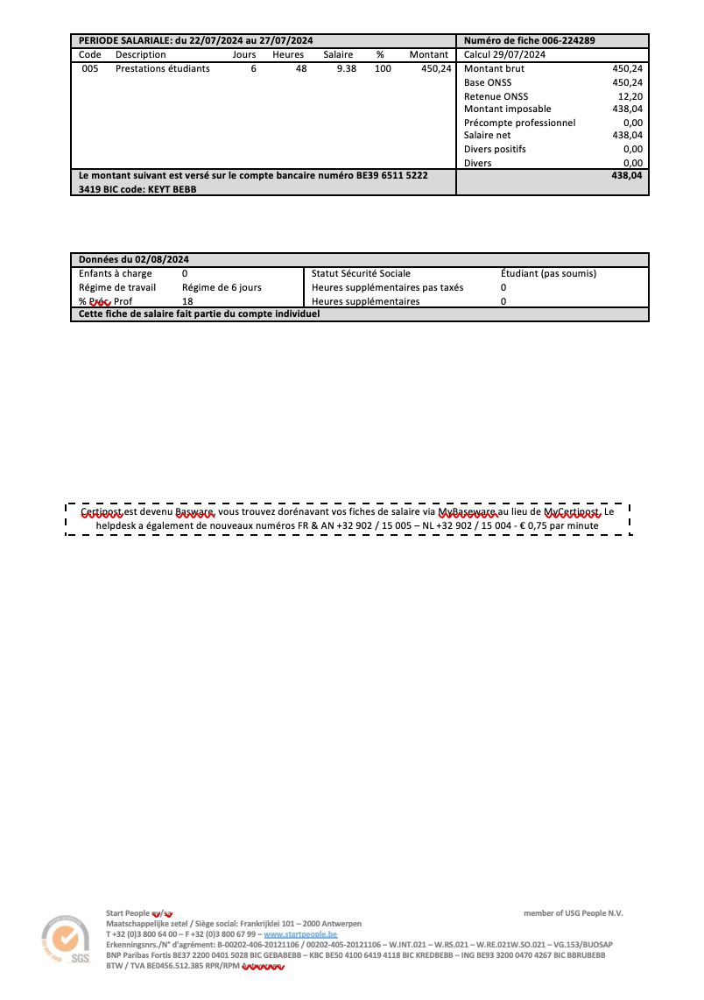 PERIODE SALARIALE: du 22/07/2024 au 27/07/2024 Numéro de fiche 006-224289
Code Description Jours Heures Salaire % Montant Calcul 29/07/2024
005 Prestations étudiants 6 48 9.38 100 450,24 Montant brut 450,24
Base ONSS 450,24
Retenue ONSS 12,20
Montant imposable 438,04
Précompte professionnel 0,00
Salaire net 438,04
Divers positifs 0,00
Divers 0,00
Le montant suivant est versé sur le compte bancaire numéro BE39 6511 5222 438,04
3419 BIC code: KEYT BEBB
Données du 02/08/2024
Enfants à charge 0 Statut Sécurité Sociale Étudiant (pas soumis)
Régime de travail Régime de 6 jours Heures supplémentaires pas taxés 0
% Préc. Prof 18 Heures supplémentaires 0
Cette fiche de salaire fait partie du compte individuel
Certipost est devenu Basware, vous trouvez dorénavant vos fiches de salaire via MyBaseware au lieu de MyCertipost. Le
helpdesk a également de nouveaux numéros FR & AN +32 902 / 15 005 – NL +32 902 / 15 004 - € 0,75 par minute
Start People nv/sa member of USG People N.V.
Maatschappelijke zetel / Siège social: Frankrijklei 101 – 2000 Antwerpen
T +32 (0)3 800 64 00 – F +32 (0)3 800 67 99 – www.startpeople.be
Erkenningsnrs./N° d'agrément: B-00202-406-20121106 / 00202-405-20121106 – W.INT.021 – W.RS.021 – W.RE.021W.SO.021 – VG.153/BUOSAP
BNP Paribas Fortis BE37 2200 0401 5028 BIC GEBABEBB – KBC BE50 4100 6419 4118 BIC KREDBEBB – ING BE93 3200 0470 4267 BIC BBRUBEBB
BTW / TVA BE0456.512.385 RPR/RPM Antwerpen
SGS